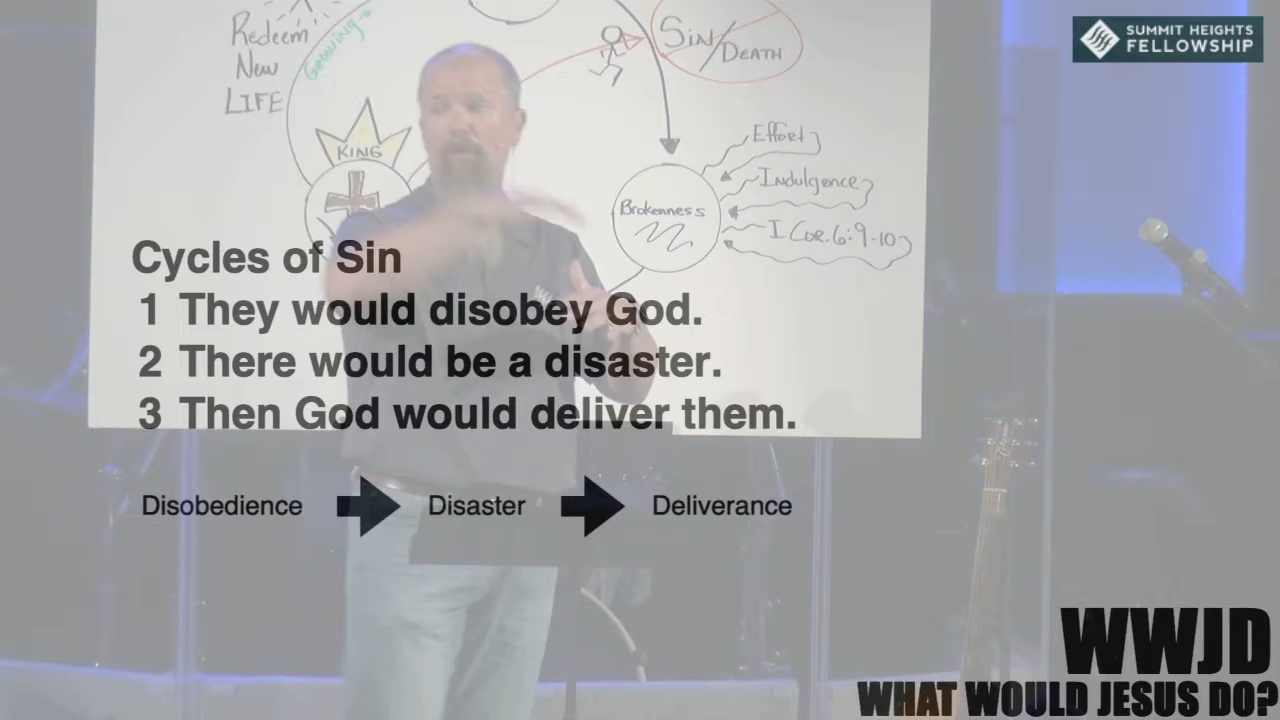 Redeem
New
LIFE
Growing
Sin/Death
SUMMIT HEIGHTS
FELLOWSHIP
KING
Effort
Indulgence
Brokenness
I Cor. 6:9-10
Cycles of Sin
1 They would disobey God.
2 There would be a disaster.
3 Then God would deliver them.
Disobedience Disaster Deliverance
WWJD
WHAT WOULD JESUS DO?